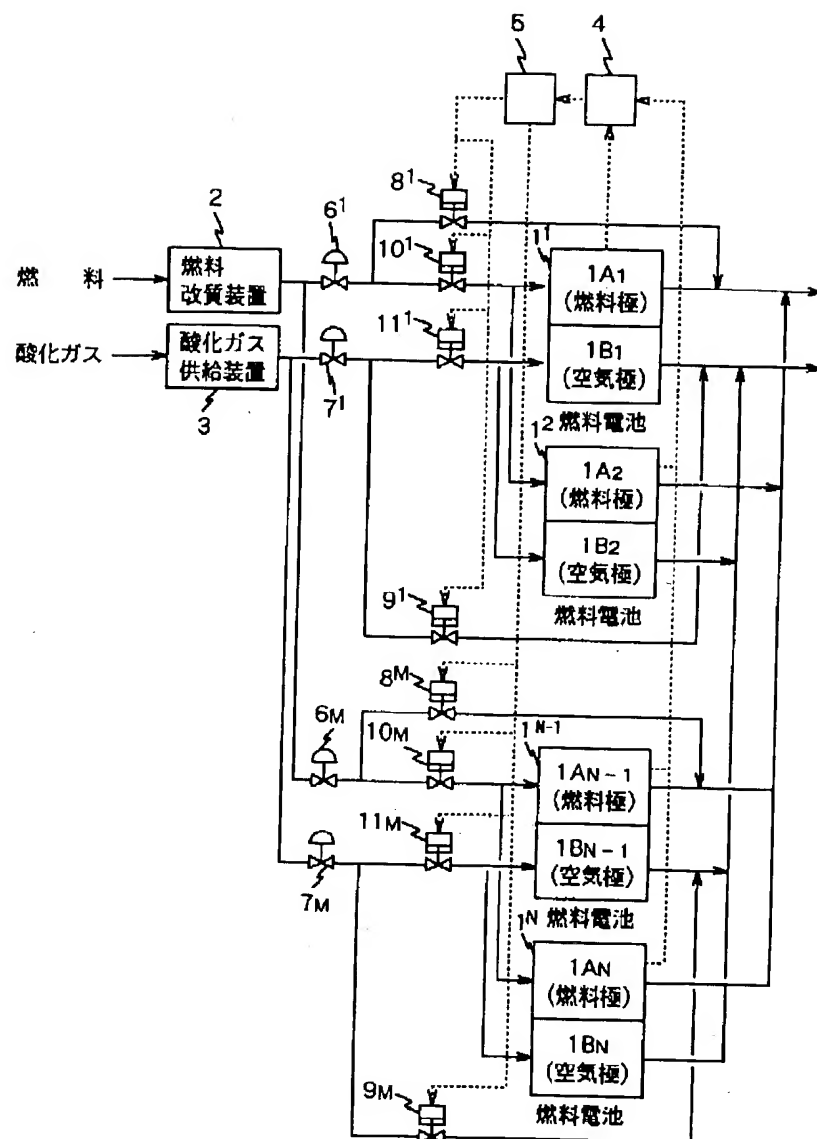 5
4
8¹
2
6¹
10¹
1¹
燃料
燃料
改質装置
1A1
(燃料極)
11¹
酸化ガス
酸化ガス
供給装置
1B1
(空気極)
3
7¹
1² 燃料電池
1A2
(燃料極)
1B2
(空気極)
9¹
燃料電池
8M
6M
10M
1N-1
1AN-1
(燃料極)
11M
1BN-1
(空気極)
7M
1N 燃料電池
1AN
(燃料極)
1BN
(空気極)
9M
燃料電池